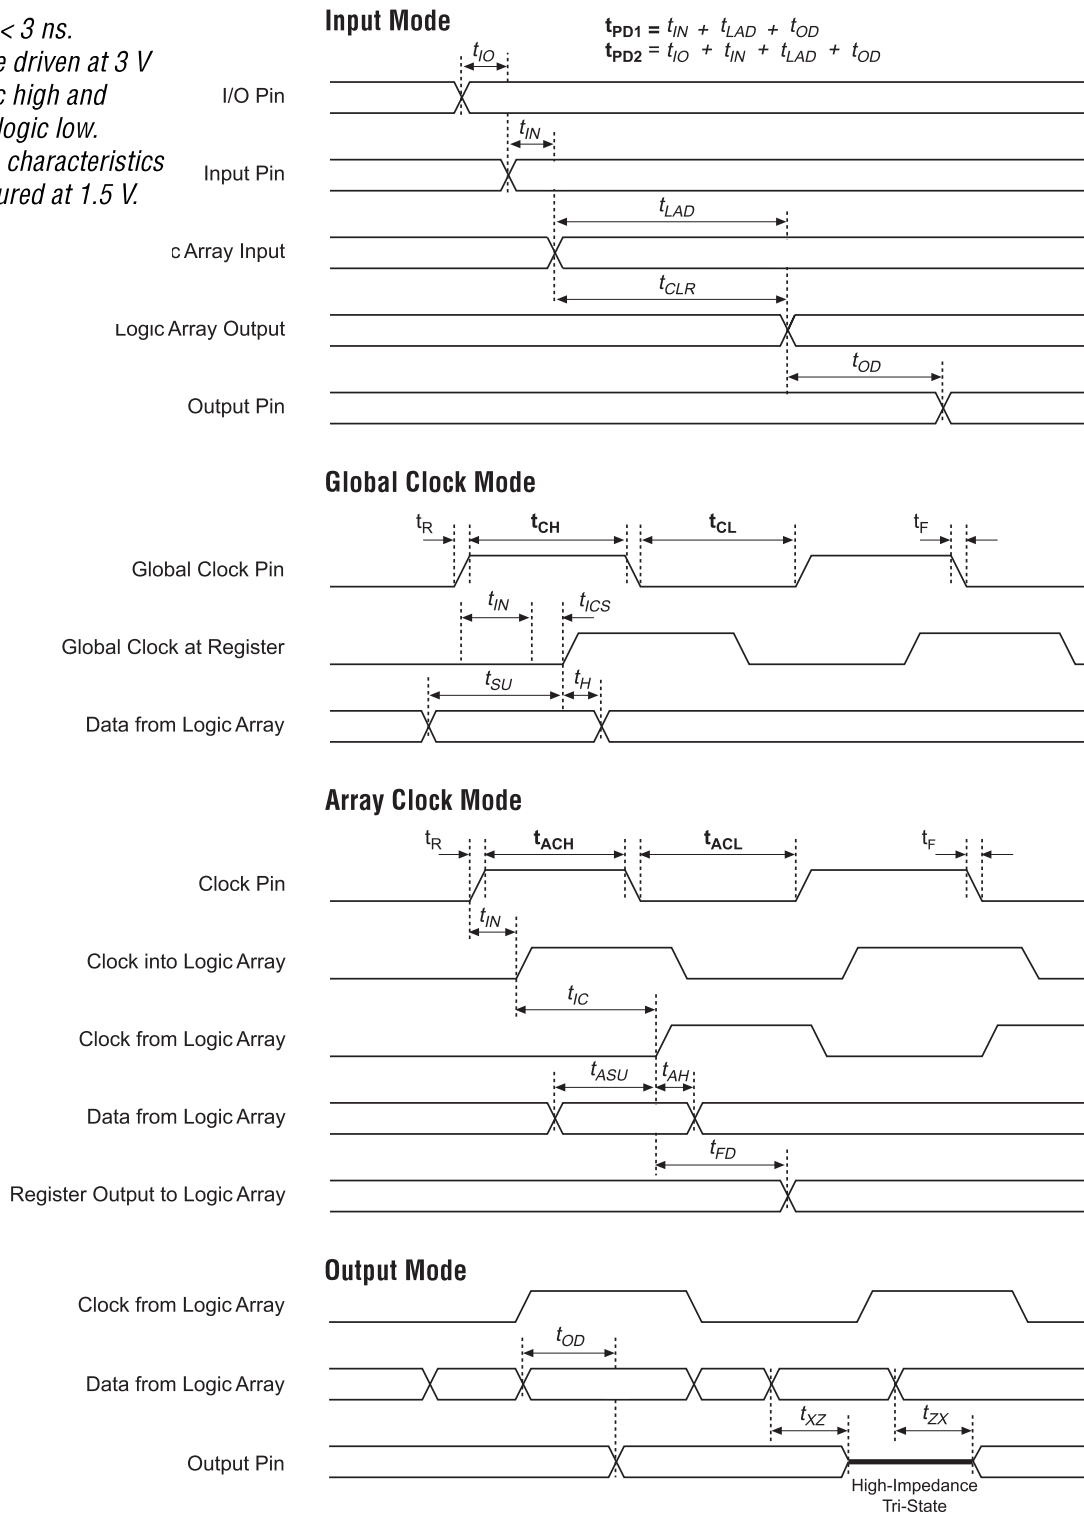 < 3 ns.
e driven at 3 V
c high and
logic low.
characteristics
ured at 1.5 V.
Input Mode
tPD1 = tIN + tLAD + tOD
tPD2 = tIO + tIN + tLAD + tOD
tIO
I/O Pin
tIN
Input Pin
tLAD
c Array Input
tCLR
Logic Array Output
tOD
Output Pin
Global Clock Mode
tR tCH tCL tF
Global Clock Pin
tIN tICS
Global Clock at Register
tSU tH
Data from Logic Array
Array Clock Mode
tR tACH tACL tF
Clock Pin
tIN
Clock into Logic Array
tIC
Clock from Logic Array
tASU tAH
Data from Logic Array
tFD
Register Output to Logic Array
Output Mode
Clock from Logic Array
tOD
Data from Logic Array
tXZ tZX
Output Pin
High-Impedance
Tri-State